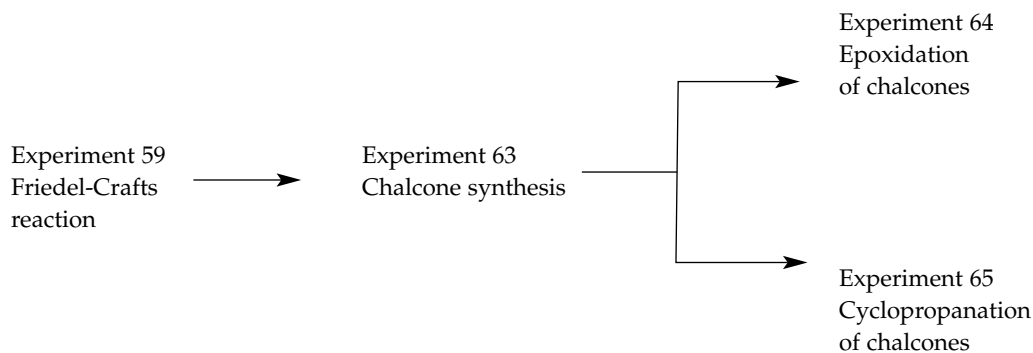 Experiment 59
Friedel-Crafts
reaction
Experiment 63
Chalcone synthesis
Experiment 64
Epoxidation
of chalcones
Experiment 65
Cyclopropanation
of chalcones